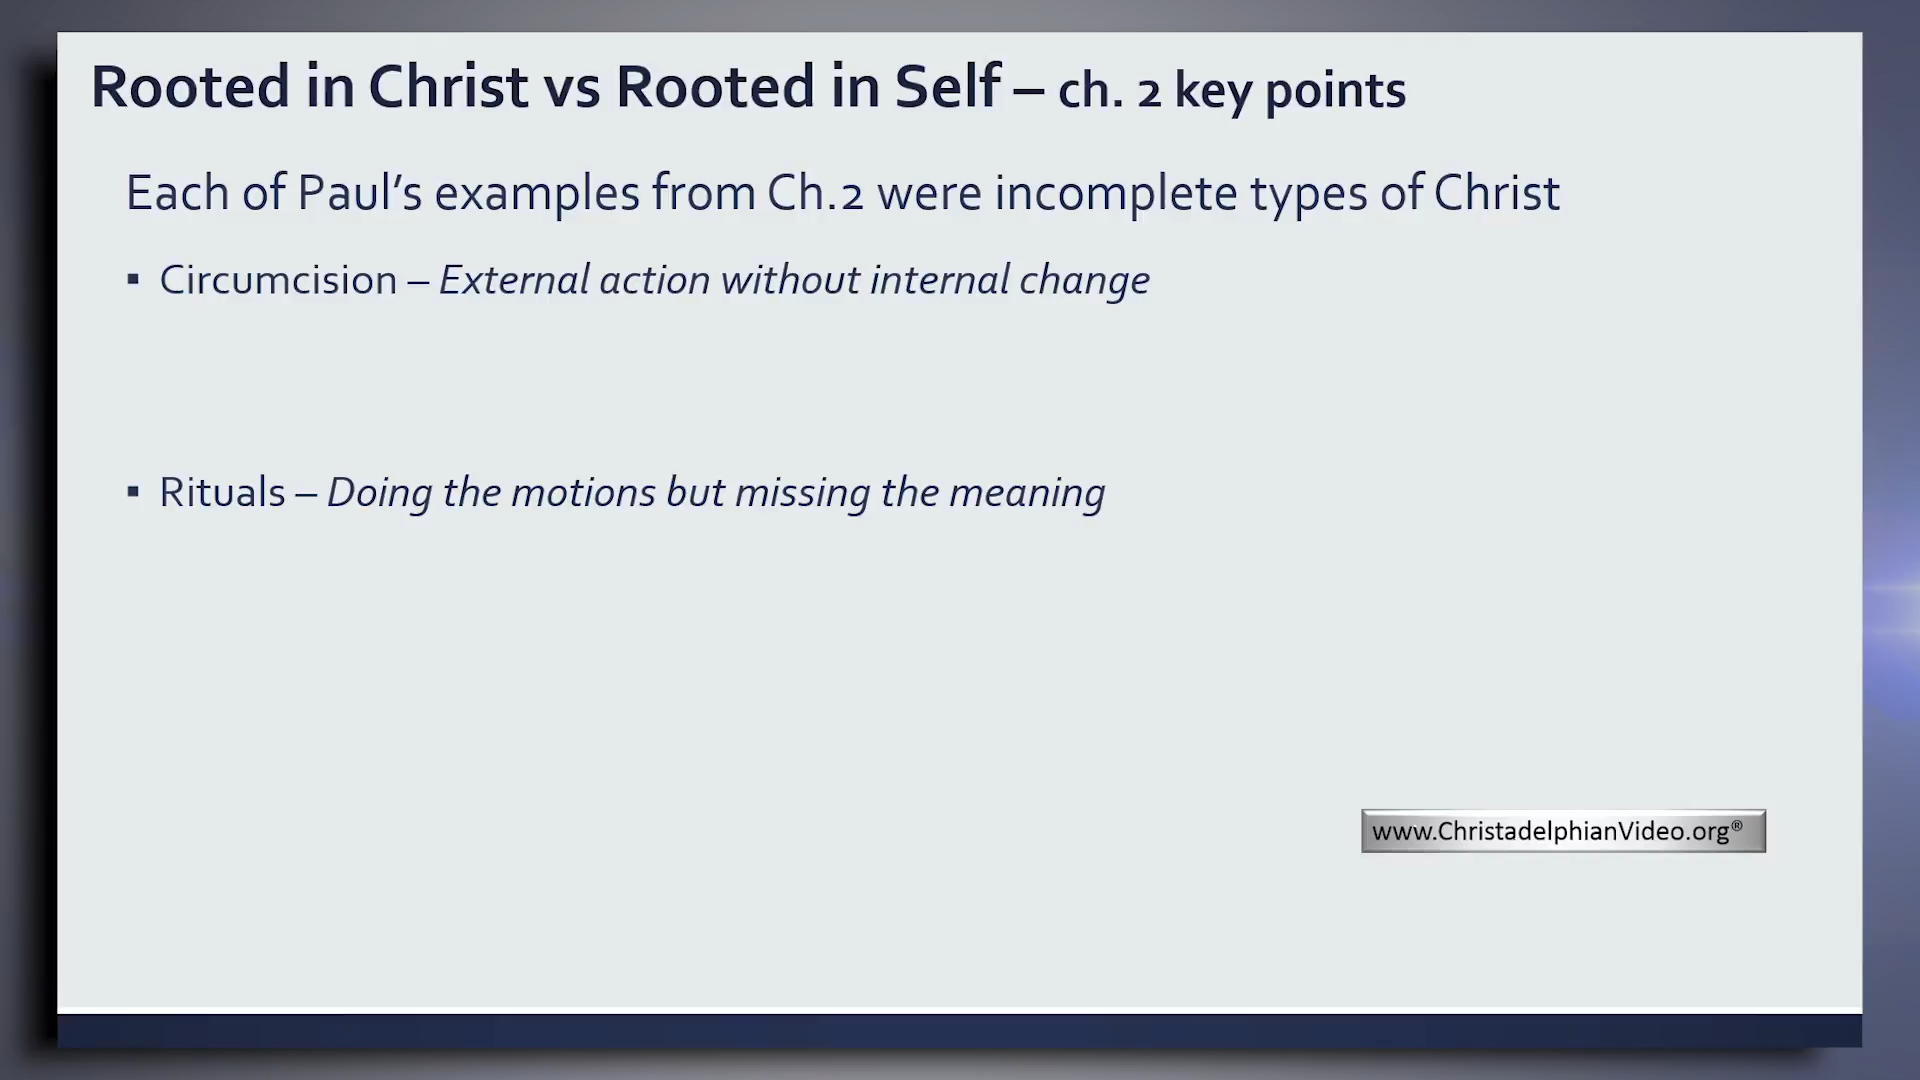 Rooted in Christ vs Rooted in Self – ch. 2 key points
Each of Paul's examples from Ch.2 were incomplete types of Christ
▪ Circumcision – External action without internal change
▪ Rituals – Doing the motions but missing the meaning
www.ChristadelphianVideo.org®